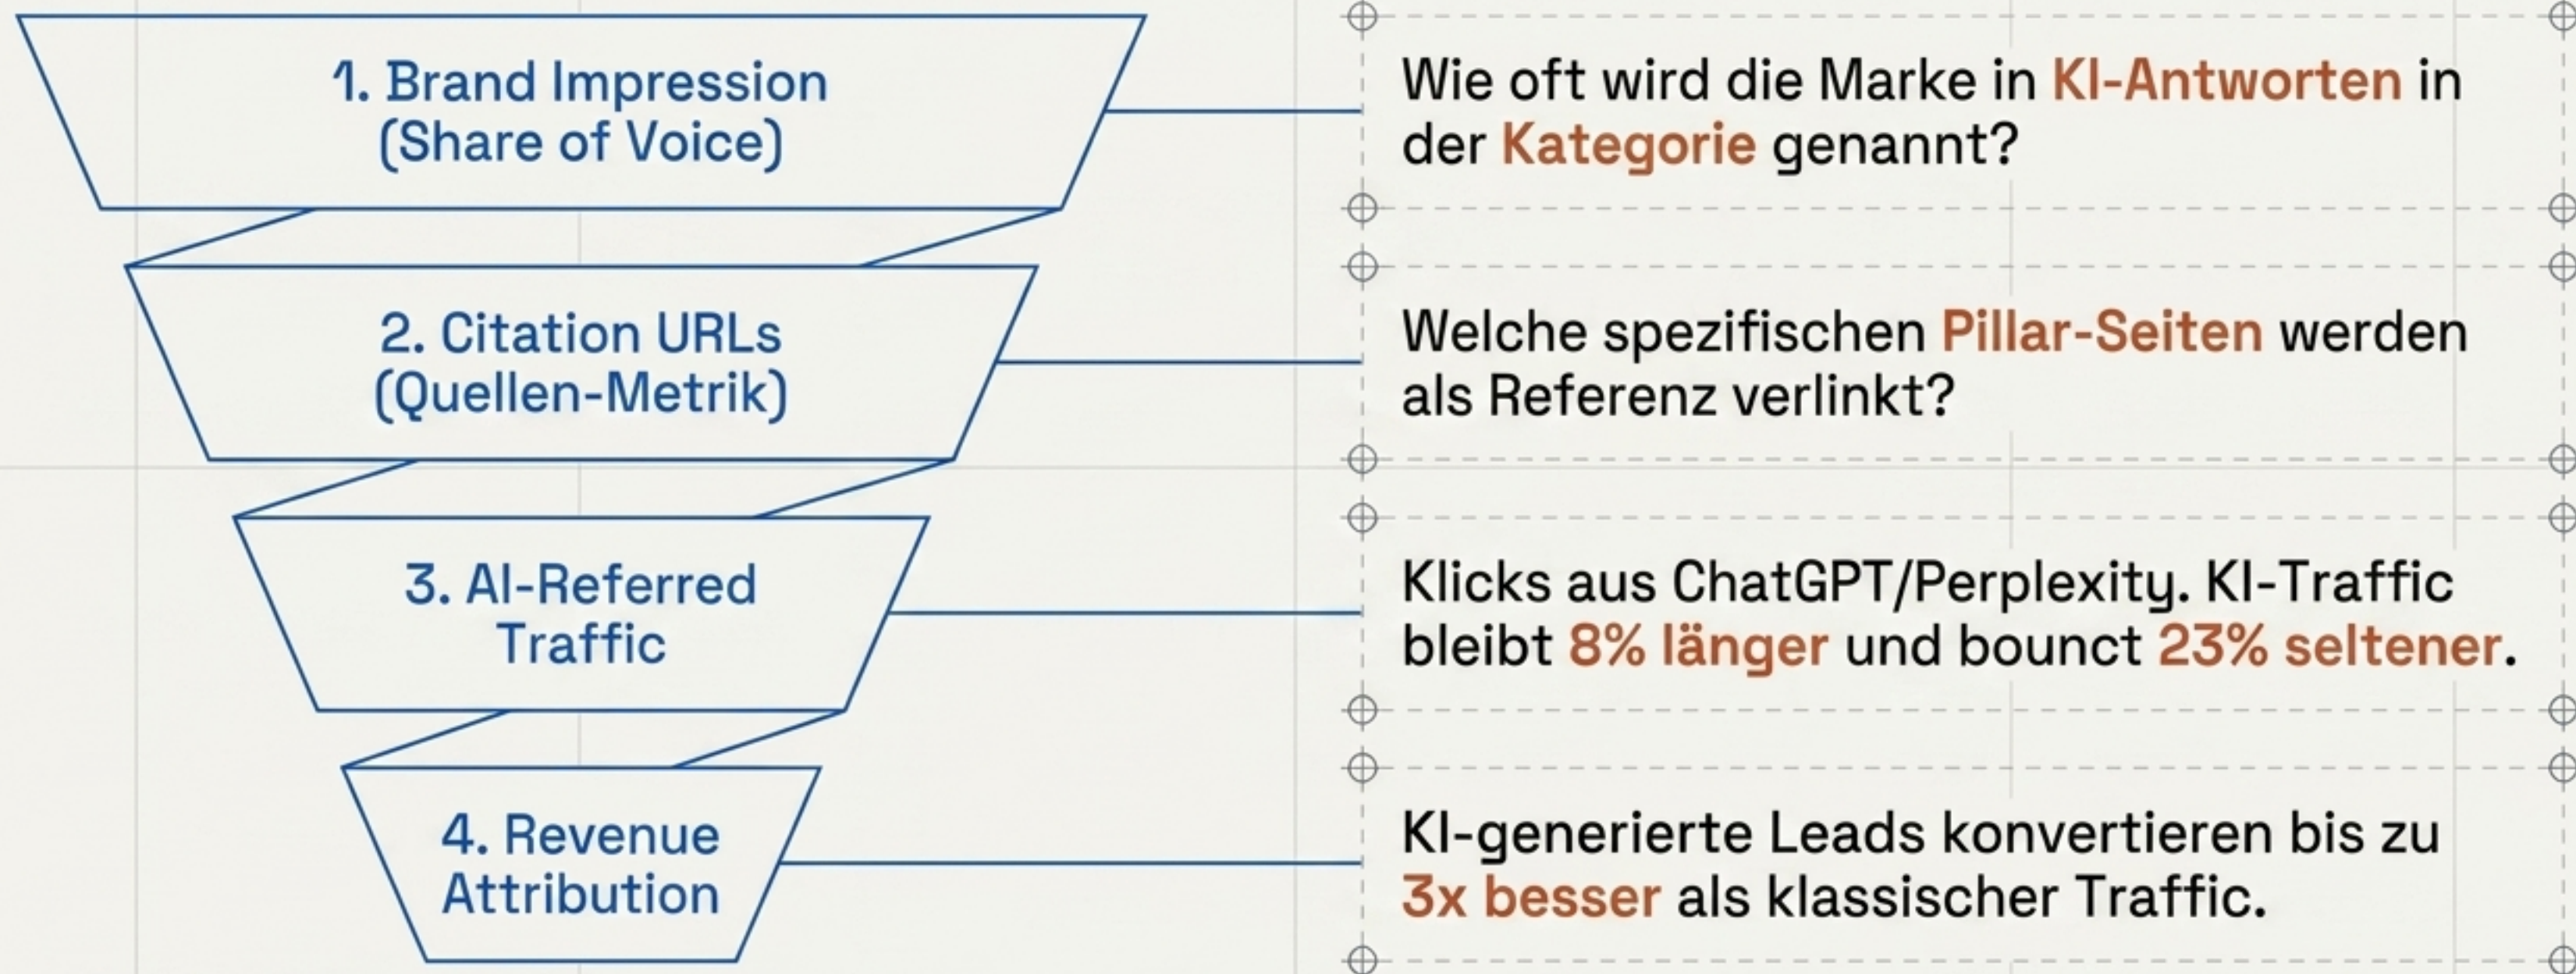 1. Brand Impression
(Share of Voice)
Wie oft wird die Marke in KI-Antworten in
der Kategorie genannt?
2. Citation URLs
(Quellen-Metrik)
Welche spezifischen Pillar-Seiten werden
als Referenz verlinkt?
3. AI-Referred
Traffic
Klicks aus ChatGPT/Perplexity. KI-Traffic
bleibt 8% länger und bounct 23% seltener.
4. Revenue
Attribution
KI-generierte Leads konvertieren bis zu
3x besser als klassischer Traffic.